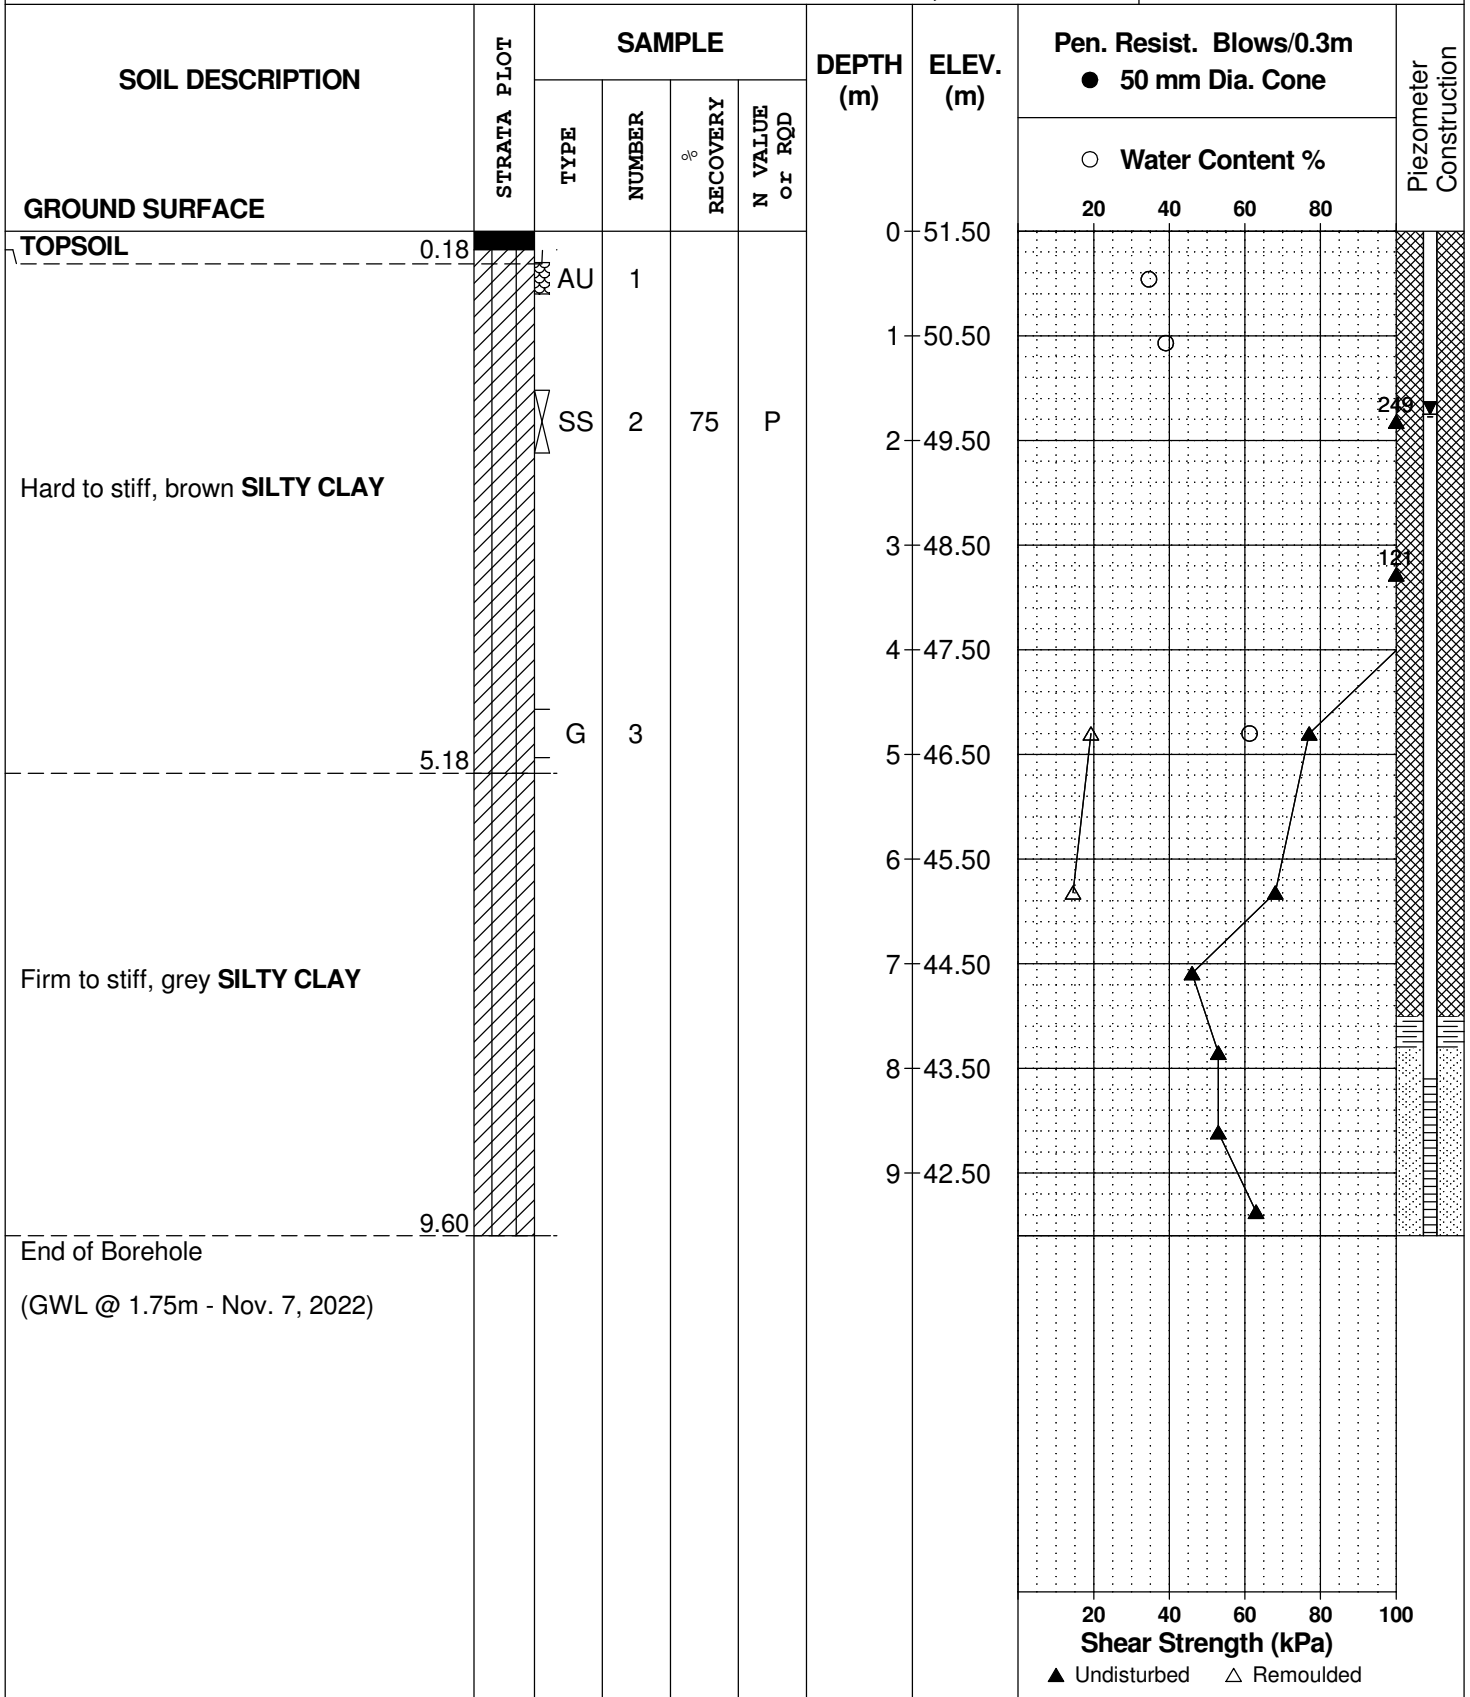 SOIL DESCRIPTION
GROUND SURFACE
STRATA PLOT
SAMPLE
TYPE
NUMBER
% RECOVERY
N VALUE or RQD
DEPTH (m)
ELEV. (m)
Pen. Resist. Blows/0.3m
● 50 mm Dia. Cone
○ Water Content %
20 40 60 80
Piezometer Construction
TOPSOIL 0.18
0 51.50
AU 1
1 50.50
249
SS 2 75 P
2 49.50
Hard to stiff, brown SILTY CLAY
3 48.50
121
4 47.50
G 3
5.18
5 46.50
6 45.50
7 44.50
Firm to stiff, grey SILTY CLAY
8 43.50
9 42.50
9.60
End of Borehole
(GWL @ 1.75m - Nov. 7, 2022)
20 40 60 80 100
Shear Strength (kPa)
▲ Undisturbed △ Remoulded